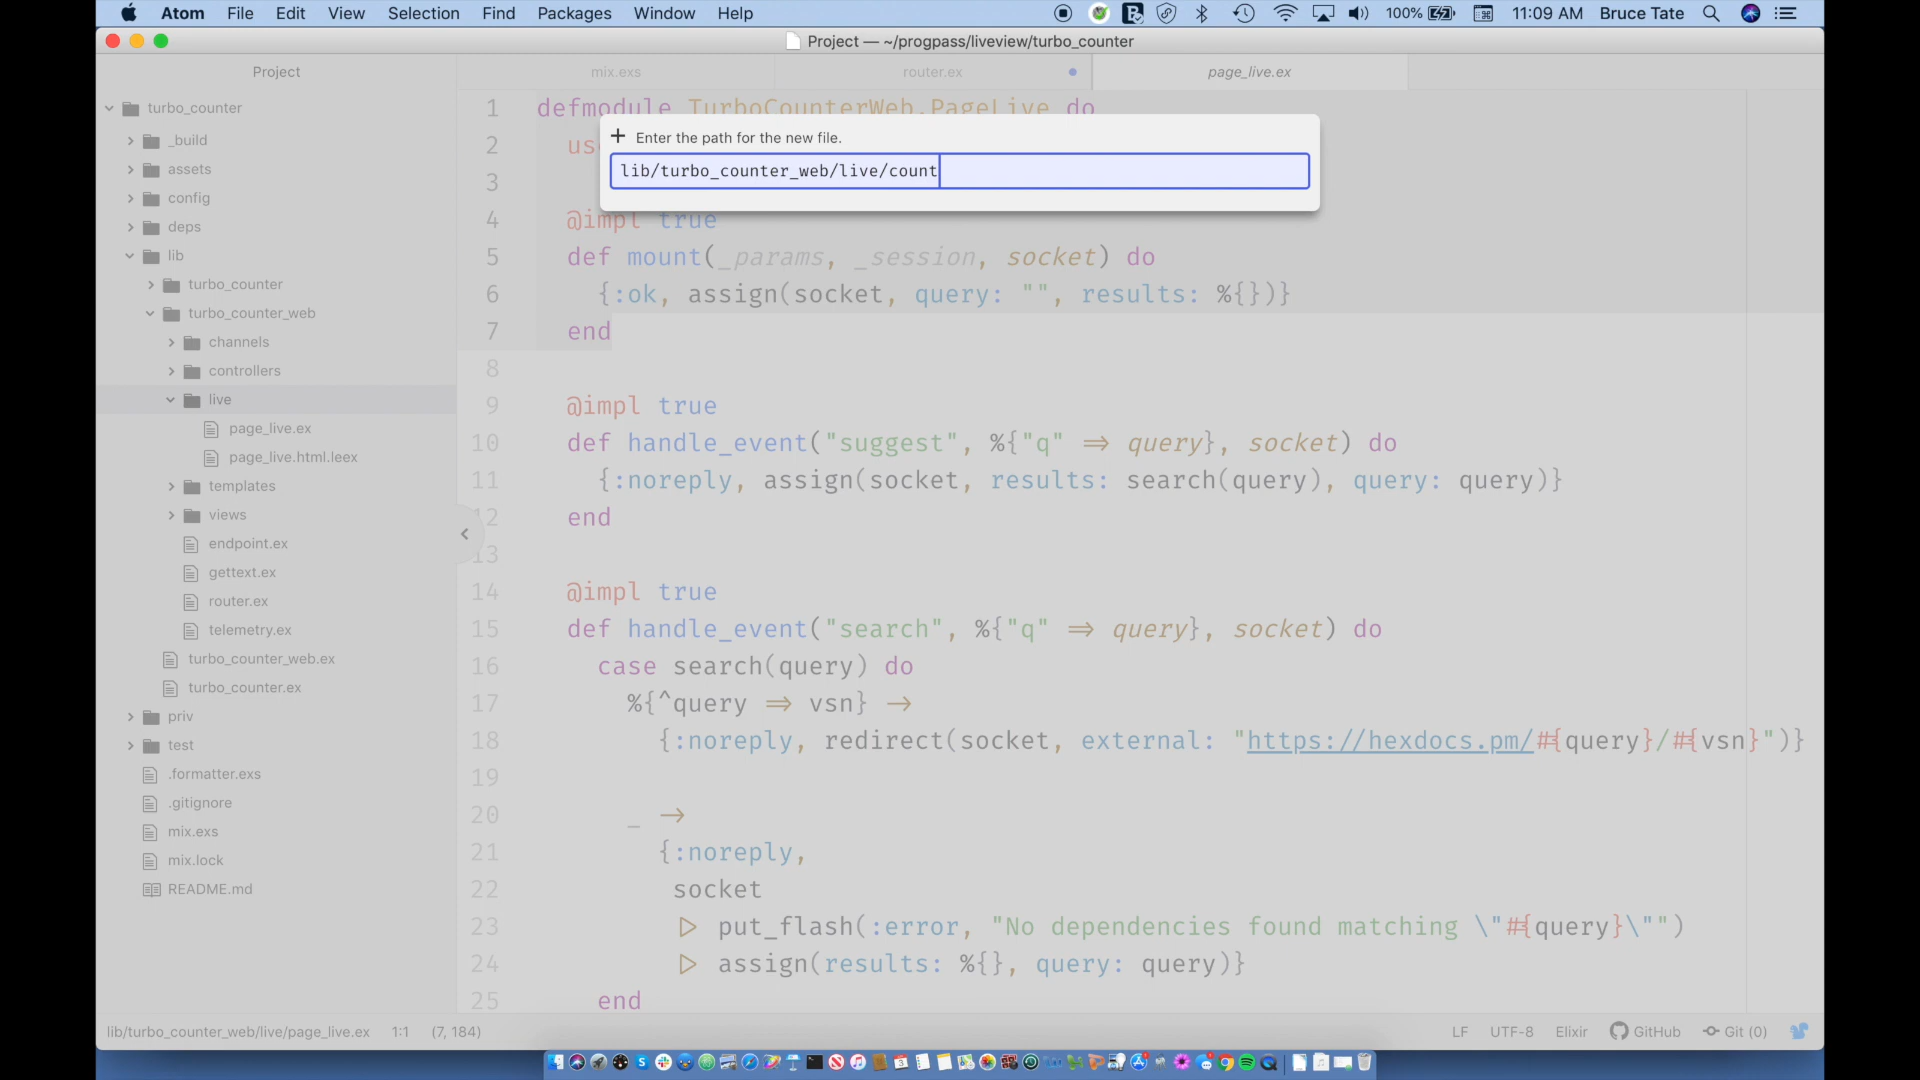 Atom File Edit View Selection Find Packages Window Help 100% 11:09 AM Bruce Tate
Project — ~/progpass/liveview/turbo_counter
Project mix.exs router.ex page_live.ex
turbo_counter
_build
assets
config
deps
lib
turbo_counter
turbo_counter_web
channels
controllers
live
page_live.ex
page_live.html.leex
templates
views
endpoint.ex
gettext.ex
router.ex
telemetry.ex
turbo_counter_web.ex
turbo_counter.ex
priv
test
.formatter.exs
.gitignore
mix.exs
mix.lock
README.md
Enter the path for the new file.
lib/turbo_counter_web/live/count
1 defmodule TurboCounterWeb.PageLive do
2 us
3
4 @impl true
5 def mount(_params, _session, socket) do
6 {:ok, assign(socket, query: "", results: %{})}
7 end
8
9 @impl true
10 def handle_event("suggest", %{"q" => query}, socket) do
11 {:noreply, assign(socket, results: search(query), query: query)}
12 end
13
14 @impl true
15 def handle_event("search", %{"q" => query}, socket) do
16 case search(query) do
17 %{^query => vsn} ->
18 {:noreply, redirect(socket, external: "https://hexdocs.pm/#{query}/#{vsn}")}
19
20 _ ->
21 {:noreply,
22 socket
23 |> put_flash(:error, "No dependencies found matching \"#{query}\"")
24 |> assign(results: %{}, query: query)}
25 end
lib/turbo_counter_web/live/page_live.ex 1:1 (7, 184) LF UTF-8 Elixir GitHub Git (0)